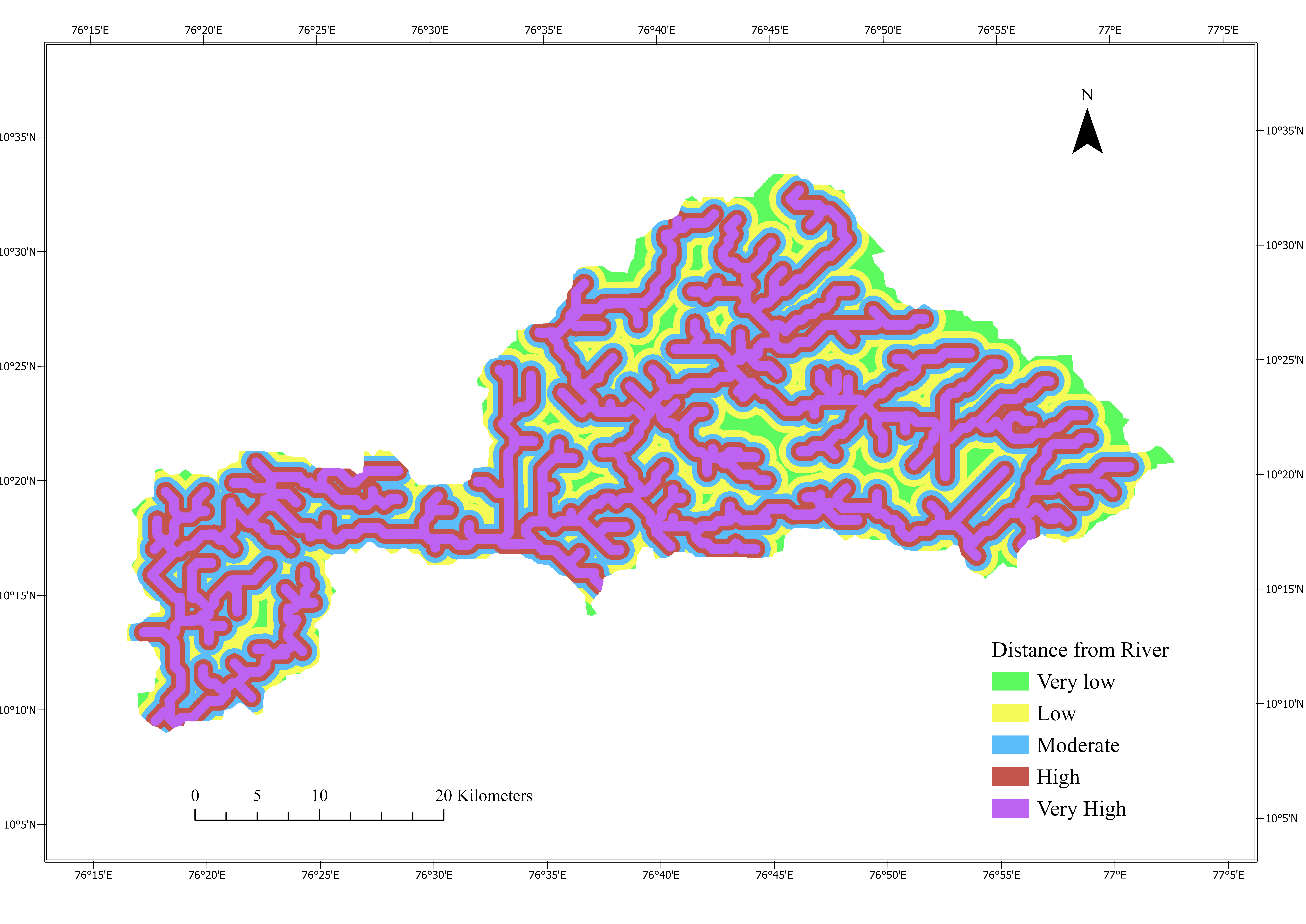 76°15'E 76°20'E 76°25'E 76°30'E 76°35'E 76°40'E 76°45'E 76°50'E 76°55'E 77°E 77°5'E
N
10°35'N 10°35'N
10°30'N 10°30'N
10°25'N 10°25'N
10°20'N 10°20'N
10°15'N 10°15'N
Distance from River
Very low
10°10'N 10°10'N
Low
Moderate
High
0 5 10 20 Kilometers
Very High
10°5'N 10°5'N
76°15'E 76°20'E 76°25'E 76°30'E 76°35'E 76°40'E 76°45'E 76°50'E 76°55'E 77°E 77°5'E